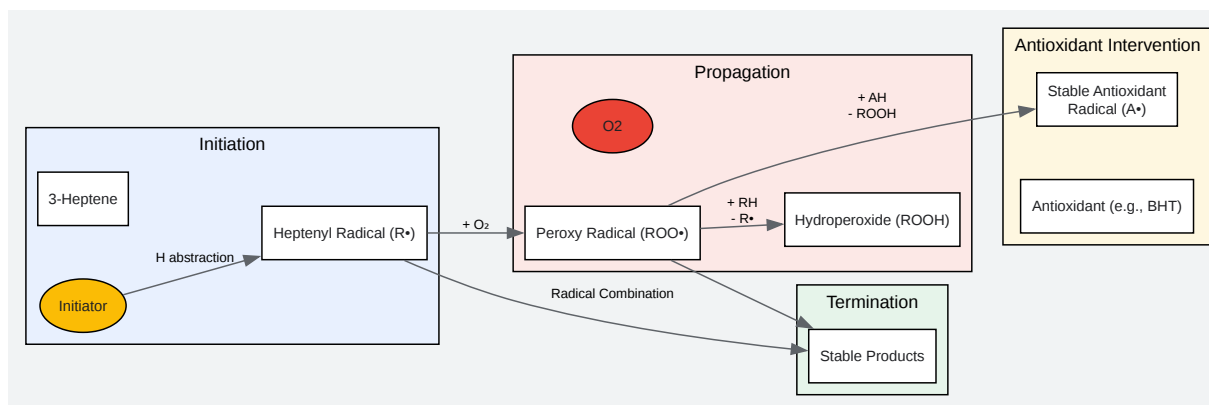 Initiation
3-Heptene
Initiator
H abstraction
Heptenyl Radical (R•)
+ O₂
Propagation
O2
Peroxy Radical (ROO•)
+ RH
- R•
Hydroperoxide (ROOH)
+ AH
- ROOH
Radical Combination
Termination
Stable Products
Antioxidant Intervention
Stable Antioxidant
Radical (A•)
Antioxidant (e.g., BHT)